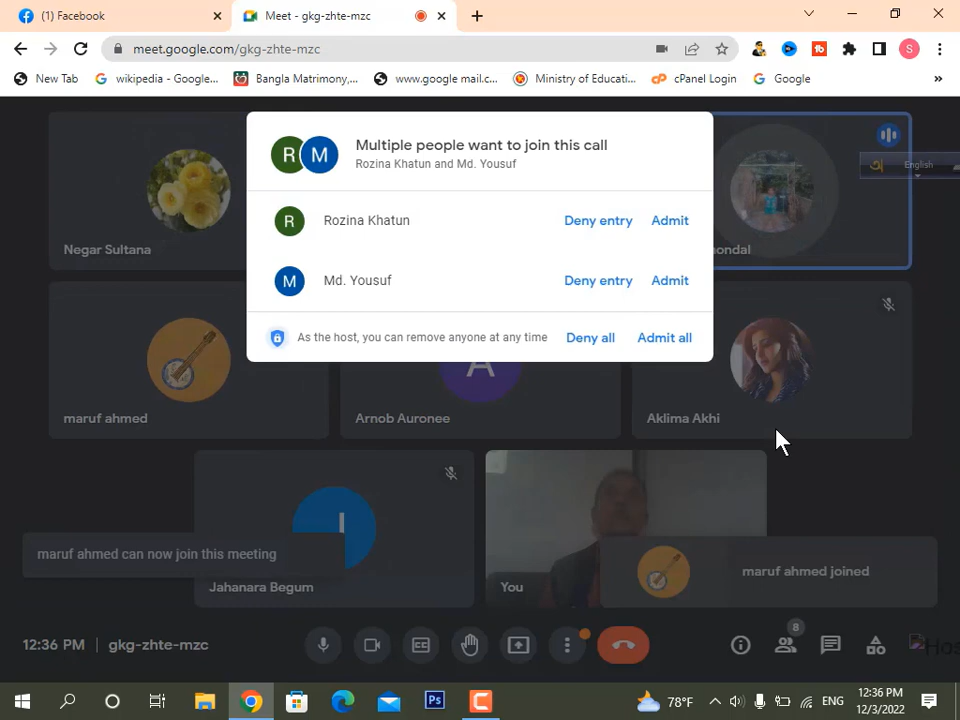 (1) Facebook
Meet - gkg-zhte-mzc
meet.google.com/gkg-zhte-mzc
S
New Tab
wikipedia - Google...
Bangla Matrimony,...
www.google mail.c...
Ministry of Educati...
cPanel Login
Google
»
R M
Multiple people want to join this call
Rozina Khatun and Md. Yousuf
R
Rozina Khatun
Deny entry
Admit
M
Md. Yousuf
Deny entry
Admit
As the host, you can remove anyone at any time
Deny all
Admit all
অ English
Negar Sultana
ondal
maruf ahmed
A
Arnob Auronee
Aklima Akhi
maruf ahmed can now join this meeting
J
Jahanara Begum
You
maruf ahmed joined
12:36 PM | gkg-zhte-mzc
CC
8
Hos
Ps
78°F
ENG
12:36 PM
12/3/2022